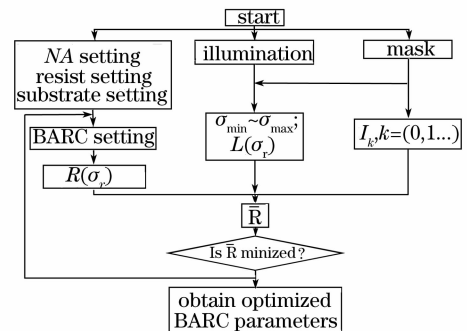 start
NA setting
resist setting
substrate setting
illumination
mask
BARC setting
σmin~σmax;
L(σr)
Ik,k=(0,1...)
R(σr)
R̅
Is R̅ minized?
obtain optimized
BARC parameters